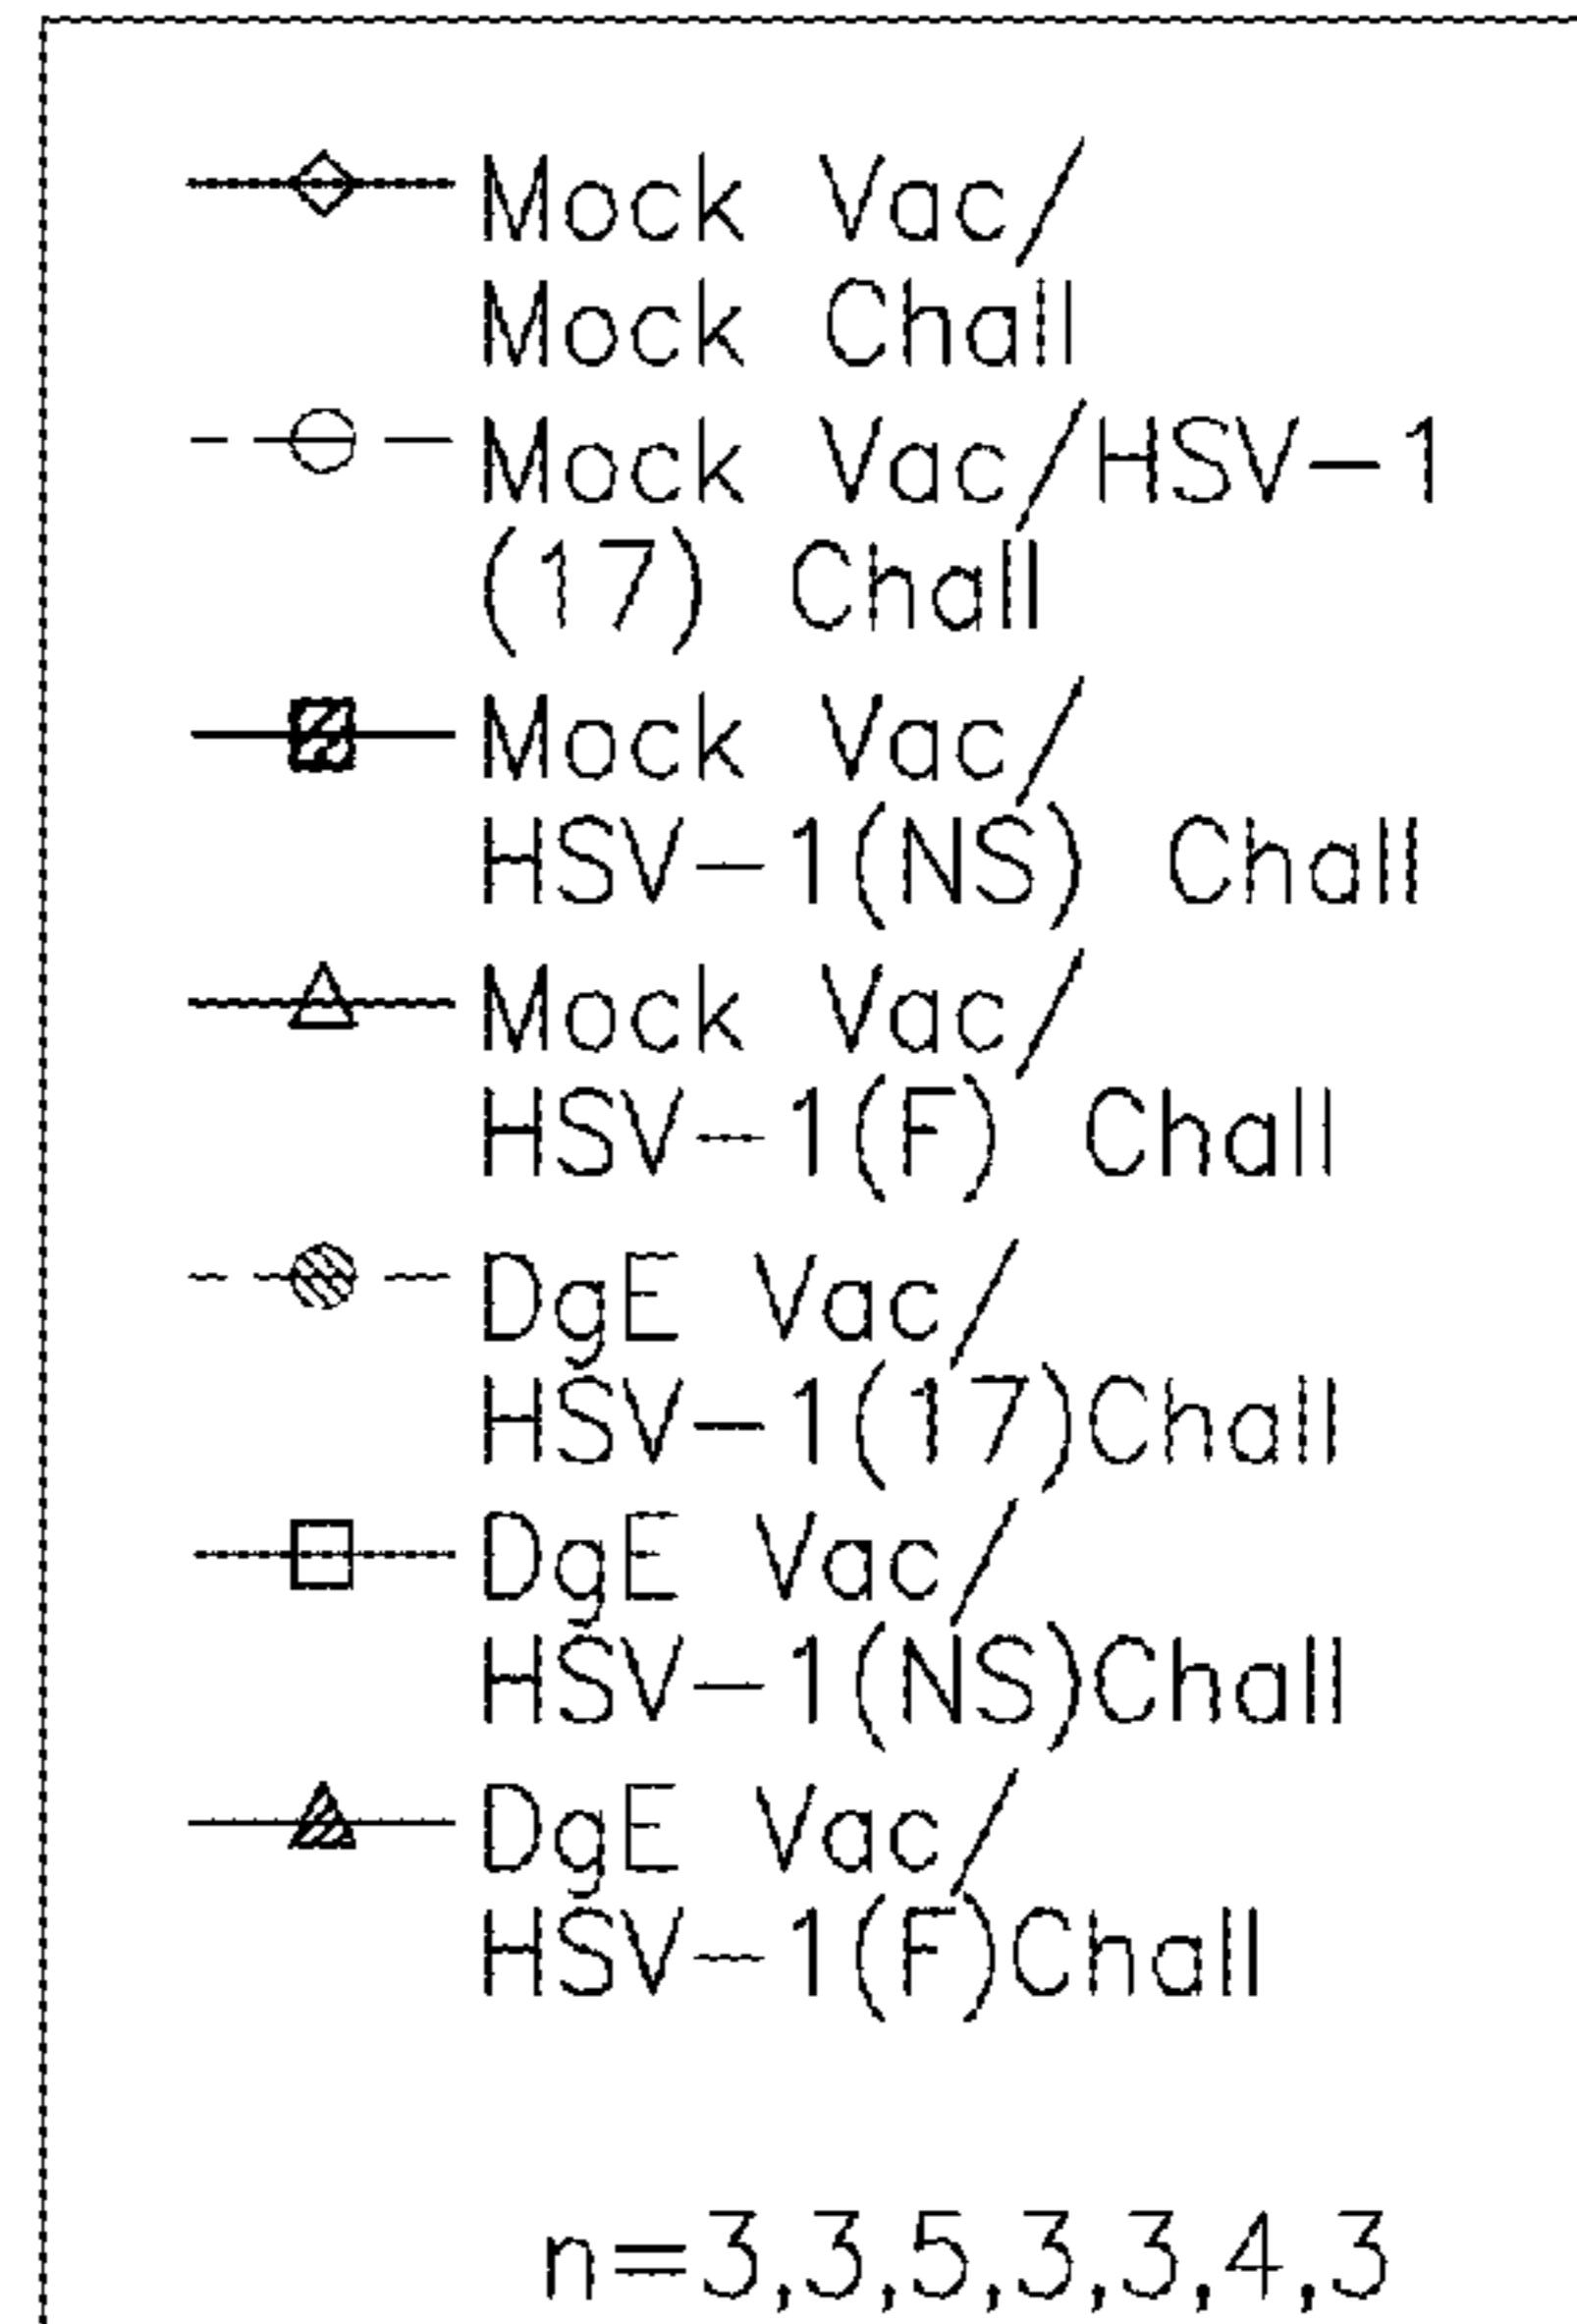 Mock Vac/
Mock Chall
Mock Vac/HSV-1
(17) Chall
Mock Vac/
HSV-1(NS) Chall
Mock Vac/
HSV-1(F) Chall
DgE Vac/
HSV-1(17)Chall
DgE Vac/
HSV-1(NS)Chall
DgE Vac/
HSV-1(F)Chall
n=3,3,5,3,3,4,3